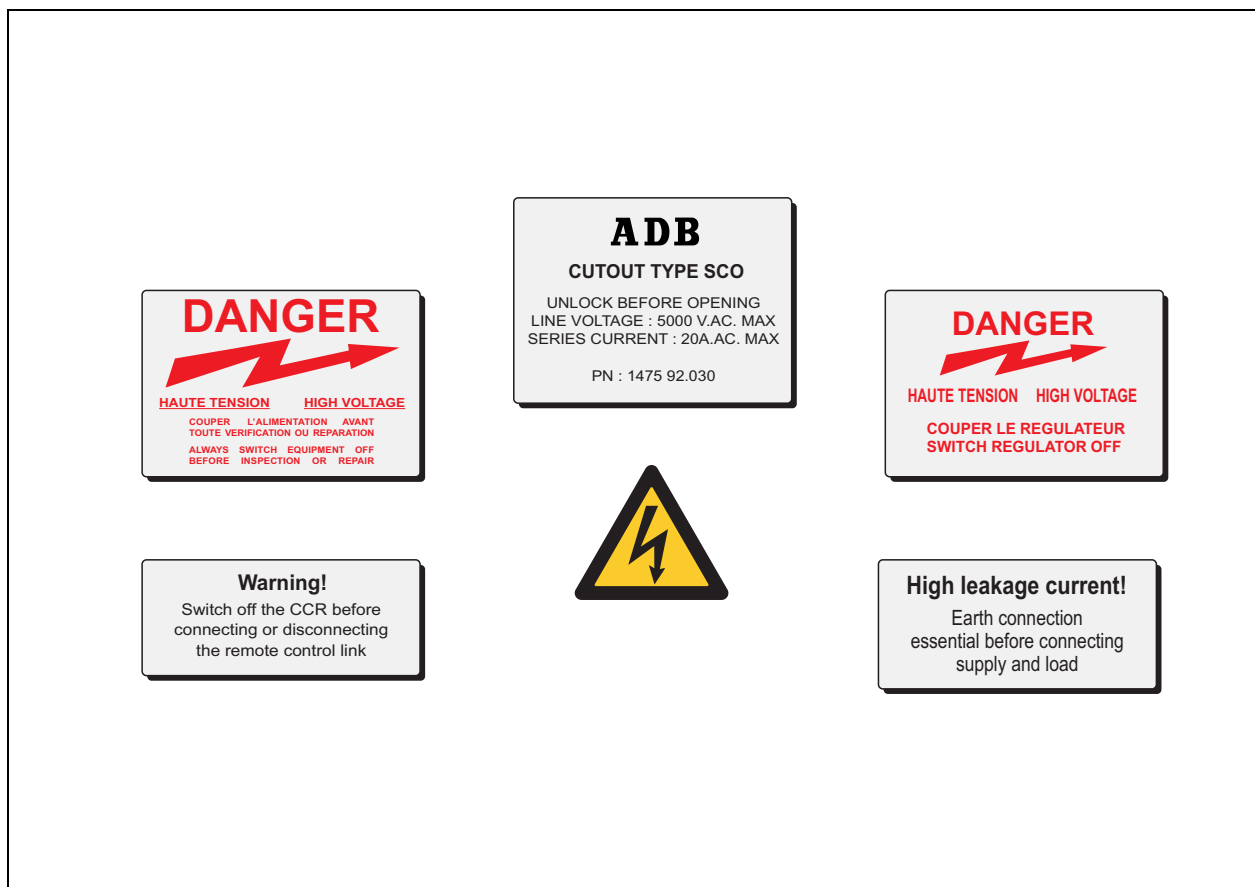 ADB
CUTOUT TYPE SCO
UNLOCK BEFORE OPENING
LINE VOLTAGE : 5000 V.AC. MAX
SERIES CURRENT : 20A.AC. MAX
PN : 1475 92.030
DANGER
HAUTE TENSION HIGH VOLTAGE
COUPER L'ALIMENTATION AVANT
TOUTE VERIFICATION OU REPARATION
ALWAYS SWITCH EQUIPMENT OFF
BEFORE INSPECTION OR REPAIR
DANGER
HAUTE TENSION HIGH VOLTAGE
COUPER LE REGULATEUR
SWITCH REGULATOR OFF
Warning!
Switch off the CCR before
connecting or disconnecting
the remote control link
High leakage current!
Earth connection
essential before connecting
supply and load